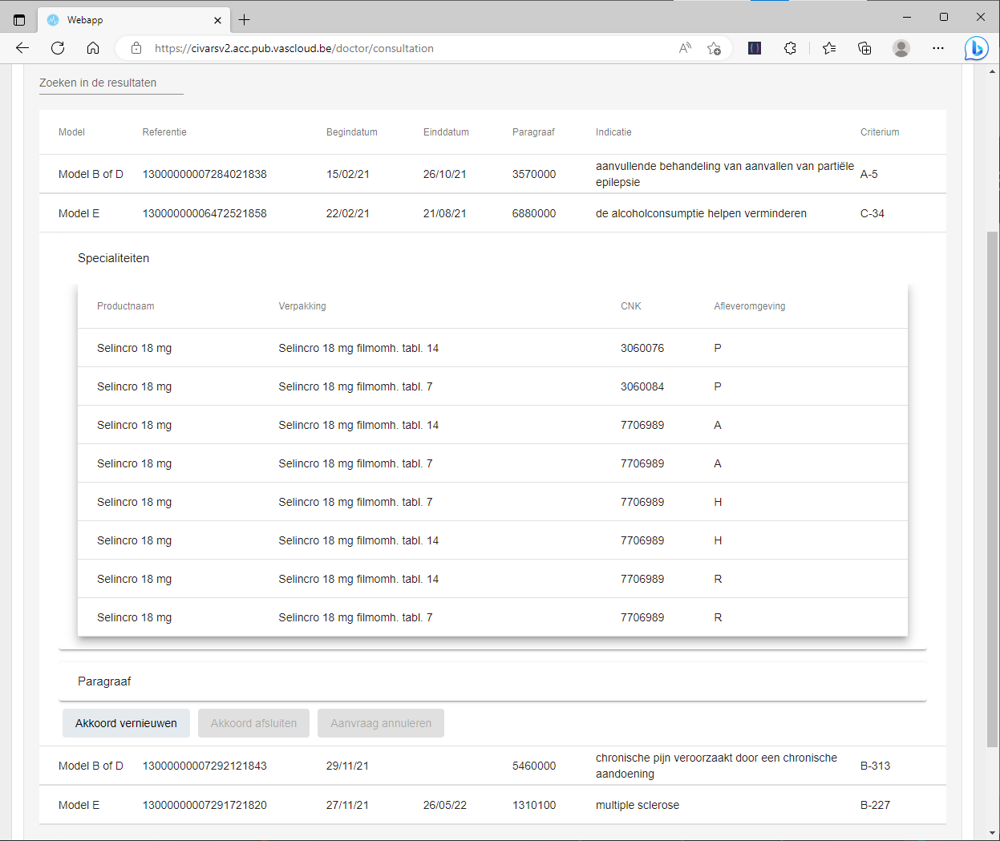 Webapp
https://civarsv2.acc.pub.vascloud.be/doctor/consultation
Zoeken in de resultaten
Model Referentie Begindatum Einddatum Paragraaf Indicatie Criterium
Model B of D 13000000007284021838 15/02/21 26/10/21 3570000 aanvullende behandeling van aanvallen van partiële epilepsie A-5
Model E 13000000006472521858 22/02/21 21/08/21 6880000 de alcoholconsumptie helpen verminderen C-34
Specialiteiten
Productnaam Verpakking CNK Afleveromgeving
Selincro 18 mg Selincro 18 mg filmomh. tabl. 14 3060076 P
Selincro 18 mg Selincro 18 mg filmomh. tabl. 7 3060084 P
Selincro 18 mg Selincro 18 mg filmomh. tabl. 14 7706989 A
Selincro 18 mg Selincro 18 mg filmomh. tabl. 7 7706989 A
Selincro 18 mg Selincro 18 mg filmomh. tabl. 7 7706989 H
Selincro 18 mg Selincro 18 mg filmomh. tabl. 14 7706989 H
Selincro 18 mg Selincro 18 mg filmomh. tabl. 14 7706989 R
Selincro 18 mg Selincro 18 mg filmomh. tabl. 7 7706989 R
Paragraaf
Akkoord vernieuwen Akkoord afsluiten Aanvraag annuleren
Model B of D 13000000007292121843 29/11/21 5460000 chronische pijn veroorzaakt door een chronische aandoening B-313
Model E 13000000007291721820 27/11/21 26/05/22 1310100 multiple sclerose B-227